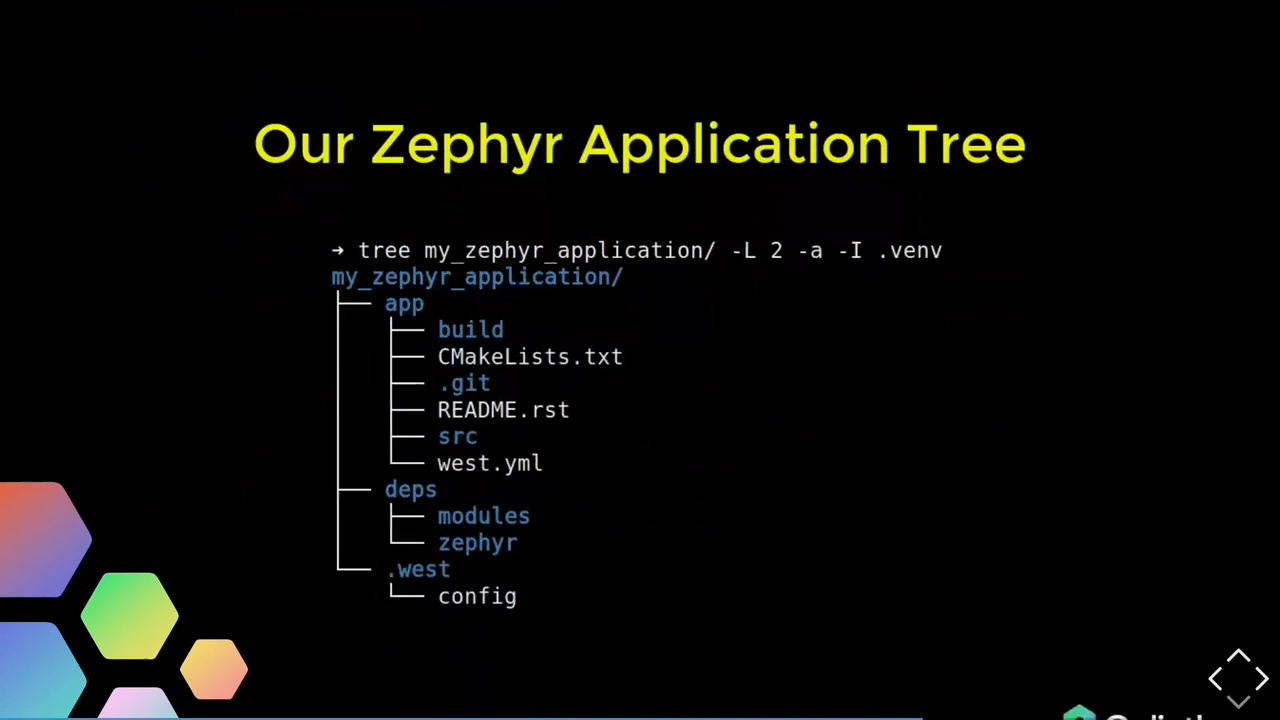 Our Zephyr Application Tree
→ tree my_zephyr_application/ -L 2 -a -I .venv
my_zephyr_application/
├── app
│   ├── build
│   ├── CMakeLists.txt
│   ├── .git
│   ├── README.rst
│   ├── src
│   └── west.yml
├── deps
│   ├── modules
│   └── zephyr
└── .west
    └── config